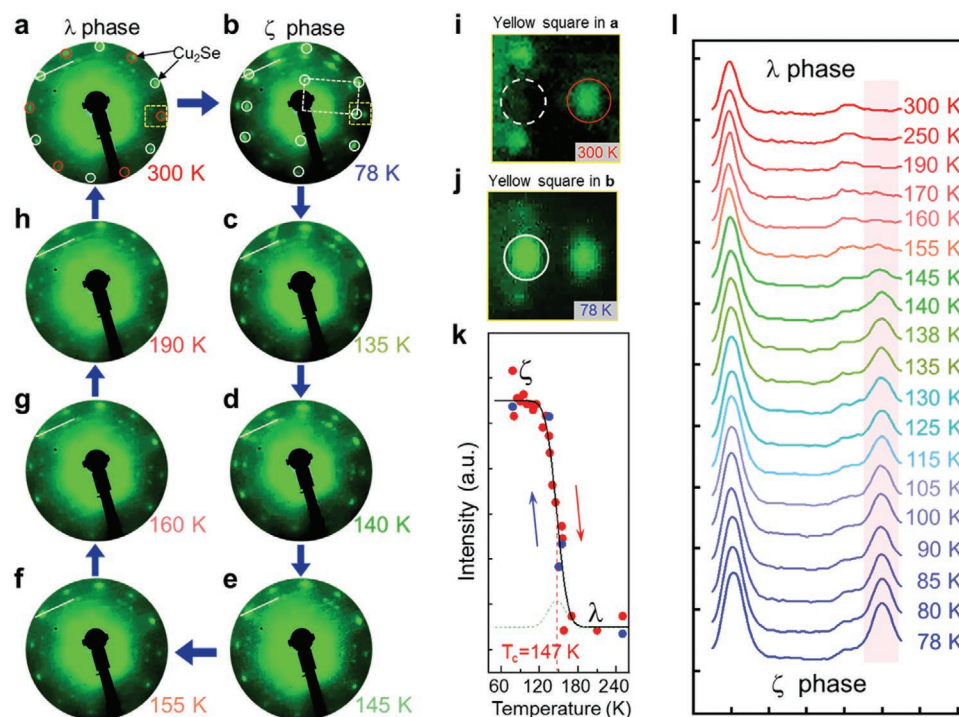 a λ phase
b ζ phase
Cu₂Se
300 K
78 K
h
c
190 K
135 K
g
d
160 K
140 K
f
e
155 K
145 K
i Yellow square in a
300 K
j Yellow square in b
78 K
k
ζ
λ
T_c=147 K
Intensity (a.u.)
60 120 180 240
Temperature (K)
l
λ phase
300 K
250 K
190 K
170 K
160 K
155 K
145 K
140 K
138 K
135 K
130 K
125 K
115 K
105 K
100 K
90 K
85 K
80 K
78 K
ζ phase